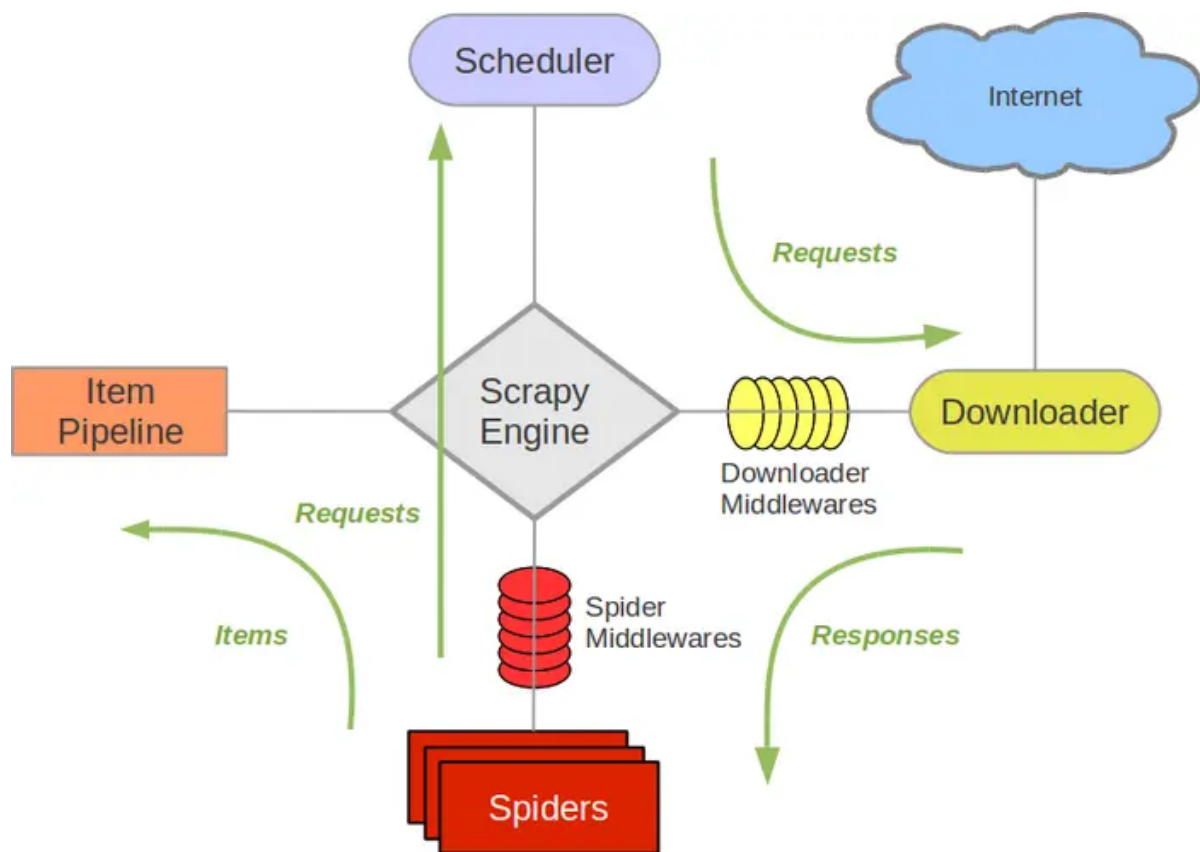 Scheduler
Internet
Requests
Item
Pipeline
Scrapy
Engine
Downloader
Downloader
Middlewares
Requests
Items
Spider
Middlewares
Responses
Spiders